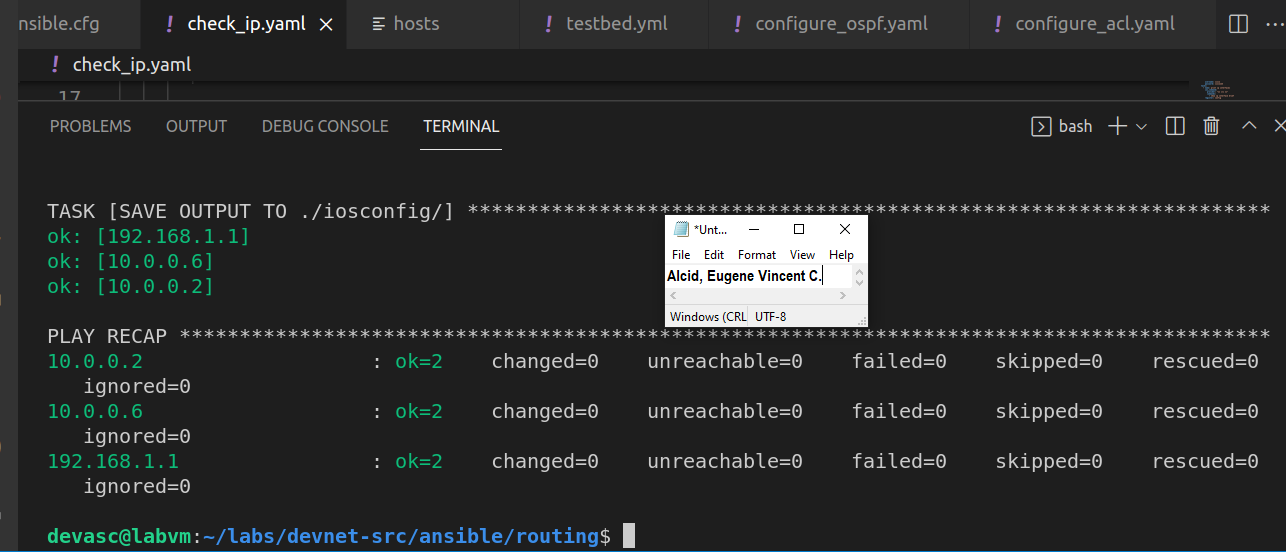 nsible.cfg
! check_ip.yaml
hosts
! testbed.yml
! configure_ospf.yaml
! configure_acl.yaml
! check_ip.yaml
17
PROBLEMS OUTPUT DEBUG CONSOLE TERMINAL
bash
TASK [SAVE OUTPUT TO ./iosconfig/] *******************************************************************
ok: [192.168.1.1]
ok: [10.0.0.6]
ok: [10.0.0.2]
*Unt...
File Edit Format View Help
Alcid, Eugene Vincent C.
Windows (CRL UTF-8
PLAY RECAP *******************************************************************************************
10.0.0.2 : ok=2 changed=0 unreachable=0 failed=0 skipped=0 rescued=0
ignored=0
10.0.0.6 : ok=2 changed=0 unreachable=0 failed=0 skipped=0 rescued=0
ignored=0
192.168.1.1 : ok=2 changed=0 unreachable=0 failed=0 skipped=0 rescued=0
ignored=0
devasc@labvm:~/labs/devnet-src/ansible/routing$